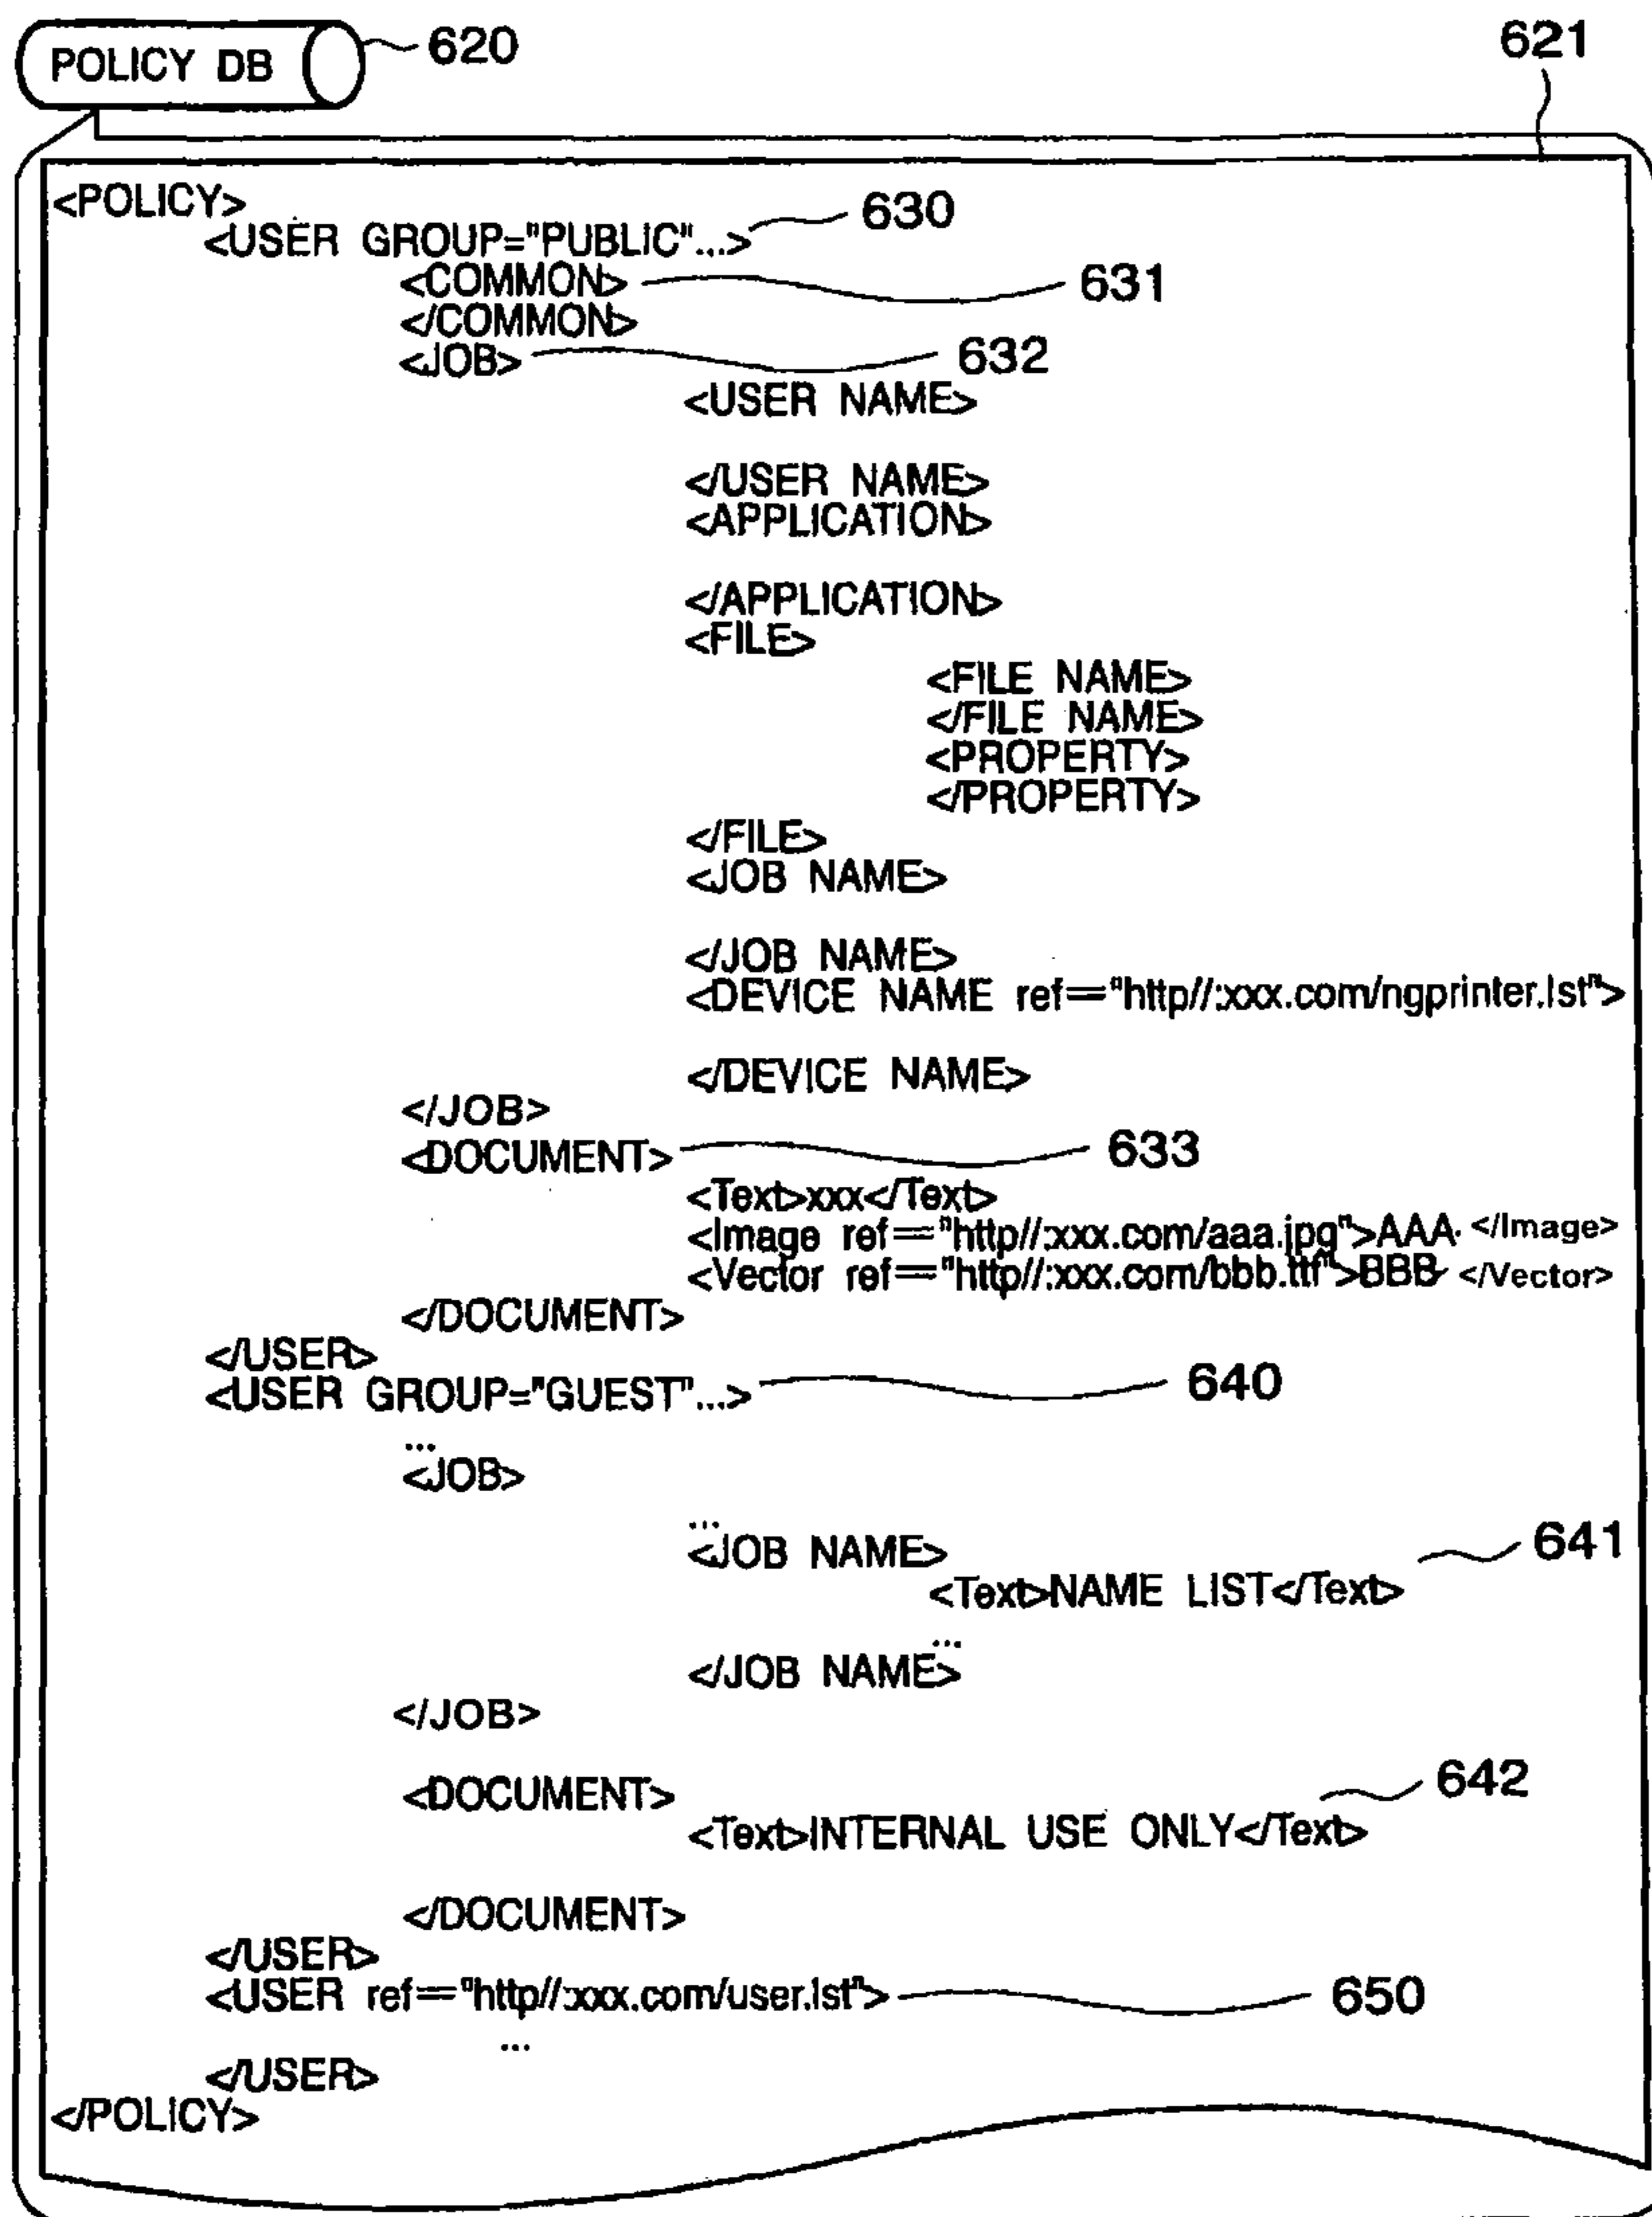 POLICY DB 620
621
<POLICY>
<USER GROUP="PUBLIC"...> 630
<COMMON> 631
</COMMON>
<JOB> 632
<USER NAME>
</USER NAME>
<APPLICATION>
</APPLICATION>
<FILE>
<FILE NAME>
</FILE NAME>
<PROPERTY>
</PROPERTY>
</FILE>
<JOB NAME>
</JOB NAME>
<DEVICE NAME ref="http//:xxx.com/ngprinter.lst">
</DEVICE NAME>
</JOB>
<DOCUMENT> 633
<Text>xxx</Text>
<Image ref="http//:xxx.com/aaa.jpg">AAA </Image>
<Vector ref="http//:xxx.com/bbb.ttf">BBB </Vector>
</DOCUMENT>
</USER>
<USER GROUP="GUEST"...> 640
...
<JOB>
...
<JOB NAME> 641
<Text>NAME LIST</Text>
...
</JOB NAME>
</JOB>
<DOCUMENT> 642
<Text>INTERNAL USE ONLY</Text>
</DOCUMENT>
</USER>
<USER ref="http//:xxx.com/user.lst"> 650
...
</USER>
</POLICY>